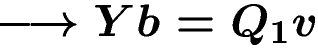 ⟶ Yb = Q₁v